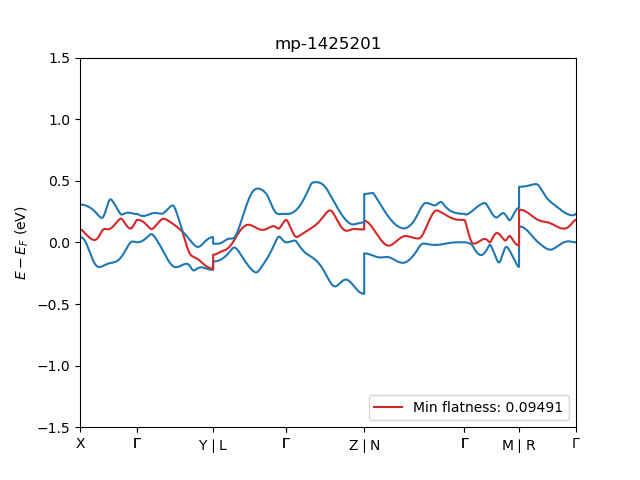 mp-1425201
E − E_F (eV)
1.5
1.0
0.5
0.0
−0.5
−1.0
−1.5
Min flatness: 0.09491
X Γ Y | L Γ Z | N Γ M | R Γ